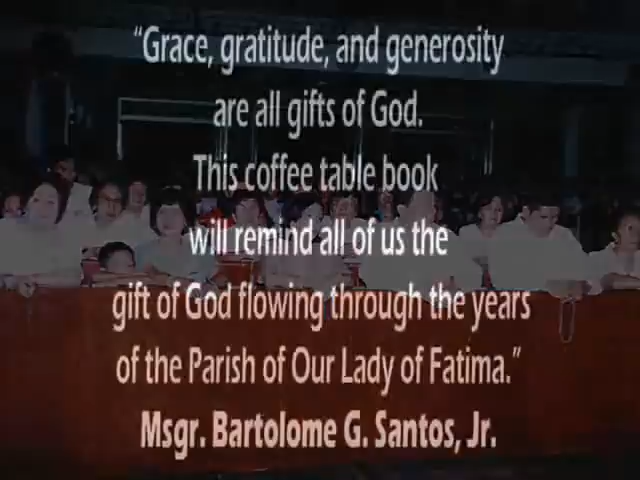 “Grace, gratitude, and generosity
are all gifts of God.
This coffee table book
will remind all of us the
gift of God flowing through the years
of the Parish of Our Lady of Fatima.”
Msgr. Bartolome G. Santos, Jr.